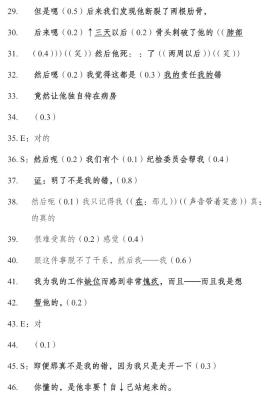 29. 但是嗯（0.5）后来我们发现他断裂了两根肋骨，
30. 后来嗯（0.2）↑三天以后（0.2）骨头刺破了他的（（肺部
31. （0.4）））（（笑））然后他死：：了（（两周以后））（（笑））
32. 然后嗯（0.2）我觉得这都是（0.3）我的责任我的错
33. 竟然让他独自待在病房
34. （0.3）
35. E：对的
36. S：然后呃（0.2）我们有个（0.1）纪检委员会帮我（0.4）
37. 证：明了不是我的错，（0.8）
38. 然后呃（0.1）我只记得我（（在：那儿））（（声音带着笑意））真：
的真的
39. 很难受真的（0.2）感觉（0.4）
40. 跟这件事脱不了干系，然后我——我（0.6）
41. 我为我的工作缺位而感到非常愧疚，而且——而且我是想
42. 帮他的，（0.2）
43. E：对
44. （0.1）
45. S：即便那真不是我的错，因为我只是走开一下（0.3）
46. 你懂的，是他非要↑自↓己站起来的。